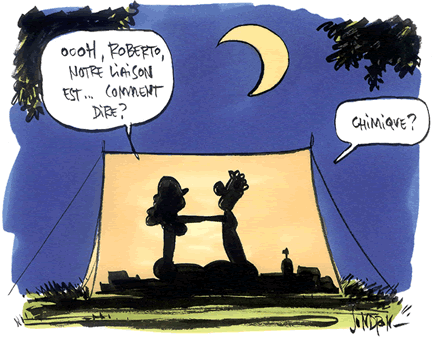 OOOH, ROBERTO,
NOTRE LIAISON
EST... COMMENT
DIRE?
CHIMIQUE?